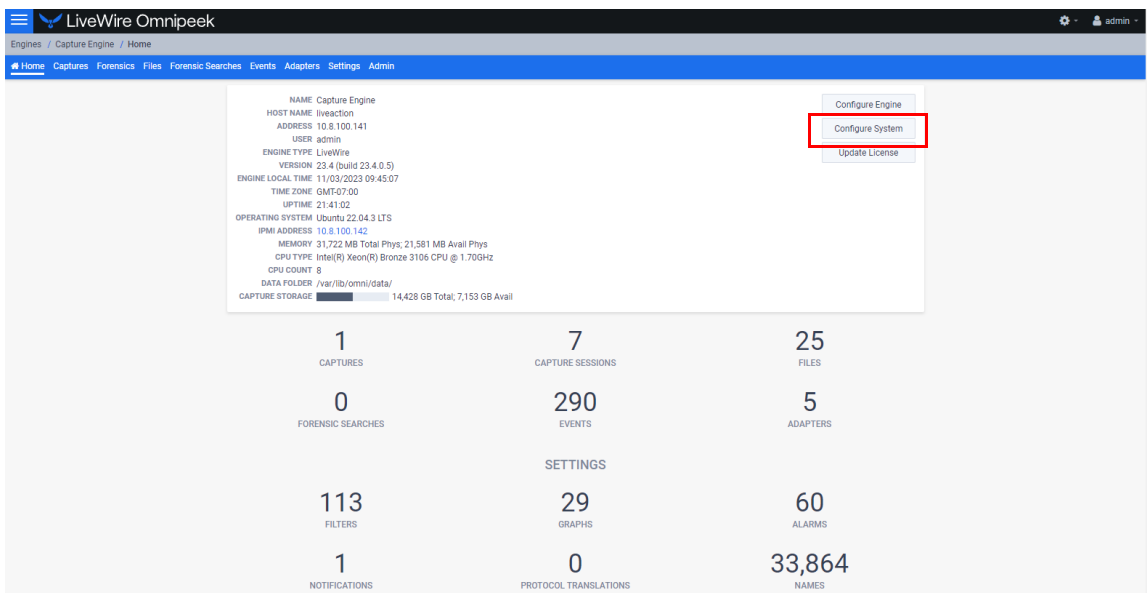 LiveWire Omnipeek
admin
Engines / Capture Engine / Home
Home Captures Forensics Files Forensic Searches Events Adapters Settings Admin
NAME Capture Engine
HOST NAME liveaction
ADDRESS 10.8.100.141
USER admin
ENGINE TYPE LiveWire
VERSION 23.4 (build 23.4.0.5)
ENGINE LOCAL TIME 11/03/2023 09:45:07
TIME ZONE GMT-07:00
UPTIME 21:41:02
OPERATING SYSTEM Ubuntu 22.04.3 LTS
IPMI ADDRESS 10.8.100.142
MEMORY 31,722 MB Total Phys; 21,581 MB Avail Phys
CPU TYPE Intel(R) Xeon(R) Bronze 3106 CPU @ 1.70GHz
CPU COUNT 8
DATA FOLDER /var/lib/omni/data/
CAPTURE STORAGE 14,428 GB Total; 7,153 GB Avail
Configure Engine
Configure System
Update License
1 7 25
CAPTURES CAPTURE SESSIONS FILES
0 290 5
FORENSIC SEARCHES EVENTS ADAPTERS
SETTINGS
113 29 60
FILTERS GRAPHS ALARMS
1 0 33,864
NOTIFICATIONS PROTOCOL TRANSLATIONS NAMES